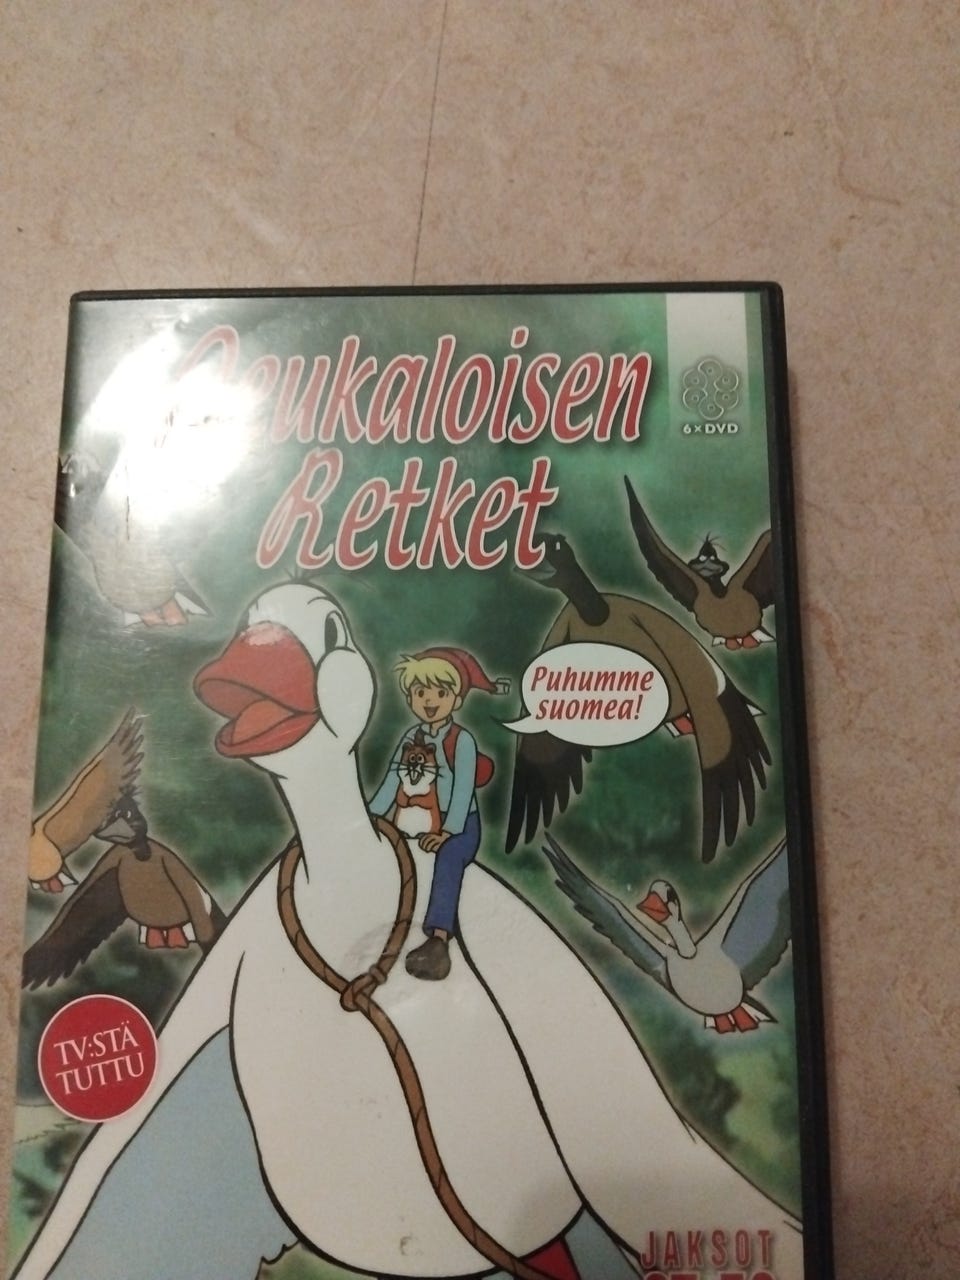 Peukaloisen
Retket
6×DVD
Puhumme
suomea!
TV:STÄ
TUTTU
JAKSOT